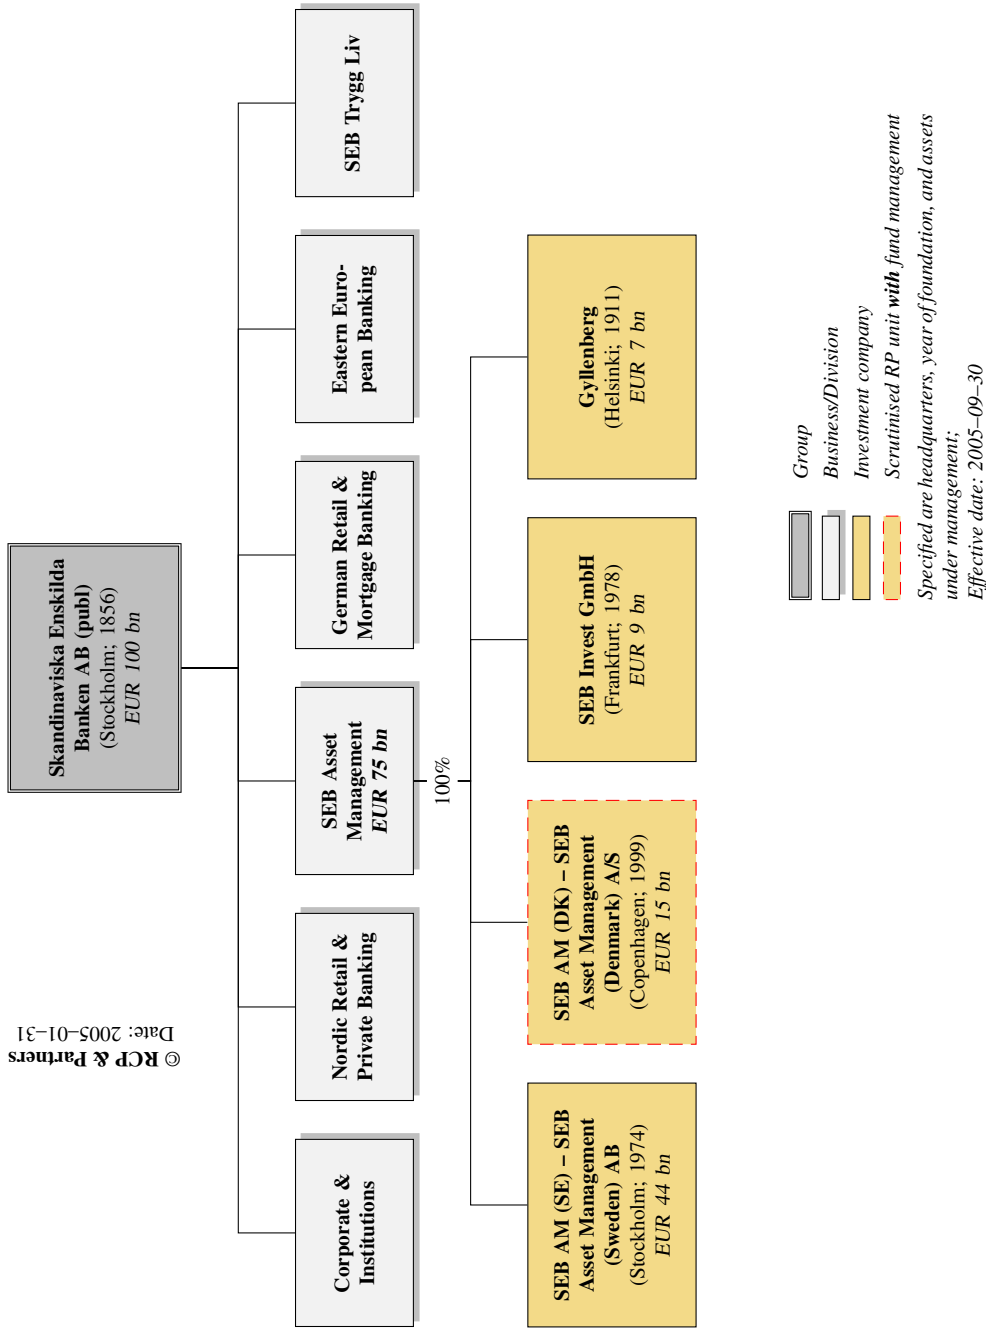 Skandinaviska Enskilda
Banken AB (publ)
(Stockholm; 1856)
EUR 100 bn
© RCP & Partners
Date: 2005–01–31
Corporate &
Institutions
Nordic Retail &
Private Banking
SEB Asset
Management
EUR 75 bn
German Retail &
Mortgage Banking
Eastern Euro-
pean Banking
SEB Trygg Liv
100%
SEB AM (SE) – SEB
Asset Management
(Sweden) AB
(Stockholm; 1974)
EUR 44 bn
SEB AM (DK) – SEB
Asset Management
(Denmark) A/S
(Copenhagen; 1999)
EUR 15 bn
SEB Invest GmbH
(Frankfurt; 1978)
EUR 9 bn
Gyllenberg
(Helsinki; 1911)
EUR 7 bn
Group
Business/Division
Investment company
Scrutinised RP unit with fund management
Specified are headquarters, year of foundation, and assets
under management;
Effective date: 2005–09–30